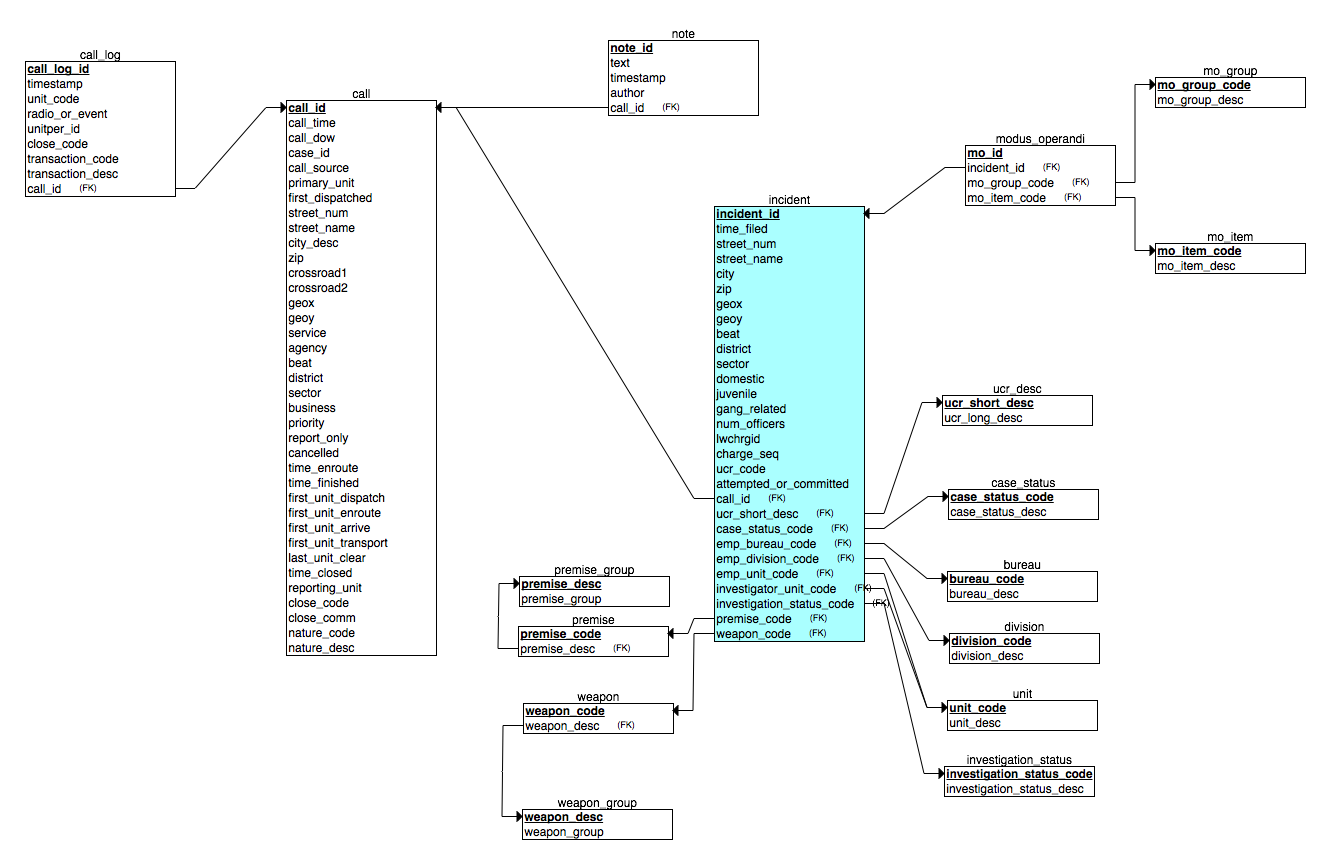 call_log
call_log_id
timestamp
unit_code
radio_or_event
unitper_id
close_code
transaction_code
transaction_desc
call_id (FK)
call
call_id
call_time
call_dow
case_id
call_source
primary_unit
first_dispatched
street_num
street_name
city_desc
zip
crossroad1
crossroad2
geox
geoy
service
agency
beat
district
sector
business
priority
report_only
cancelled
time_enroute
time_finished
first_unit_dispatch
first_unit_enroute
first_unit_arrive
first_unit_transport
last_unit_clear
time_closed
reporting_unit
close_code
close_comm
nature_code
nature_desc
note
note_id
text
timestamp
author
call_id (FK)
premise_group
premise_desc
premise_group
premise
premise_code
premise_desc (FK)
weapon
weapon_code
weapon_desc (FK)
weapon_group
weapon_desc
weapon_group
incident
incident_id
time_filed
street_num
street_name
city
zip
geox
geoy
beat
district
sector
domestic
juvenile
gang_related
num_officers
lwchrgid
charge_seq
ucr_code
attempted_or_committed
call_id (FK)
ucr_short_desc (FK)
case_status_code (FK)
emp_bureau_code (FK)
emp_division_code (FK)
emp_unit_code (FK)
investigator_unit_code (FK)
investigation_status_code (FK)
premise_code (FK)
weapon_code (FK)
modus_operandi
mo_id
incident_id (FK)
mo_group_code (FK)
mo_item_code (FK)
mo_group
mo_group_code
mo_group_desc
mo_item
mo_item_code
mo_item_desc
ucr_desc
ucr_short_desc
ucr_long_desc
case_status
case_status_code
case_status_desc
bureau
bureau_code
bureau_desc
division
division_code
division_desc
unit
unit_code
unit_desc
investigation_status
investigation_status_code
investigation_status_desc